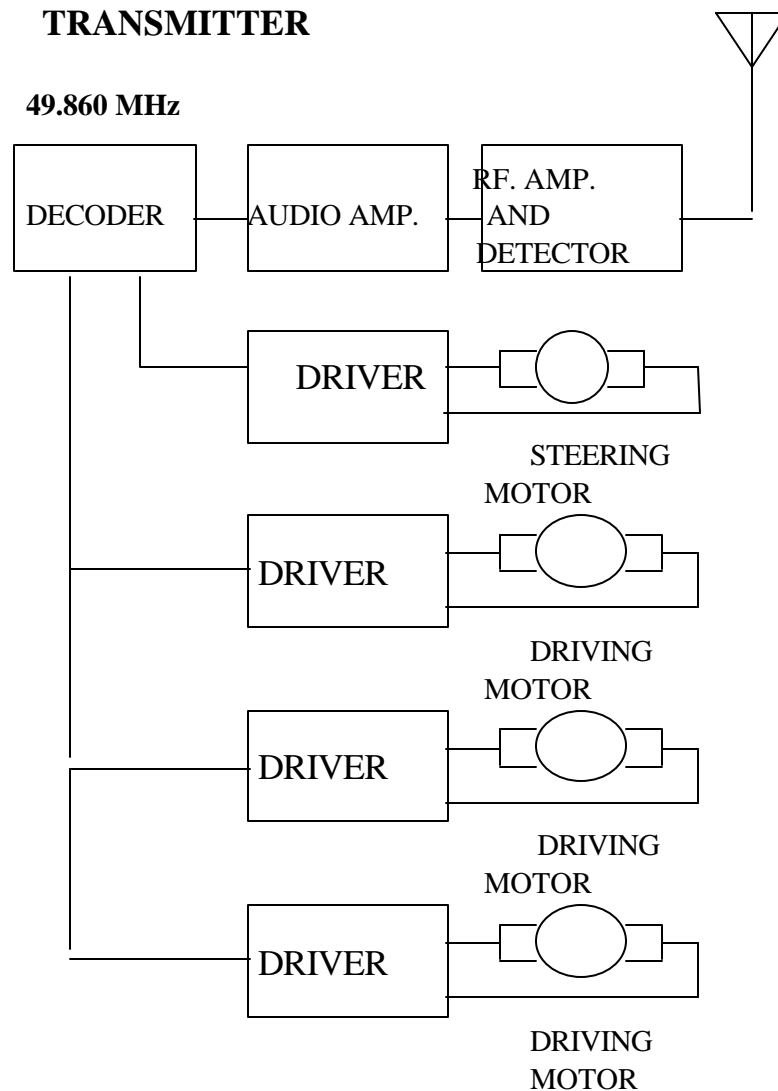 TRANSMITTER
49.860 MHz
DECODER
AUDIO AMP.
RF. AMP.
AND
DETECTOR
DRIVER
STEERING
MOTOR
DRIVER
DRIVING
MOTOR
DRIVER
DRIVING
MOTOR
DRIVER
DRIVING
MOTOR